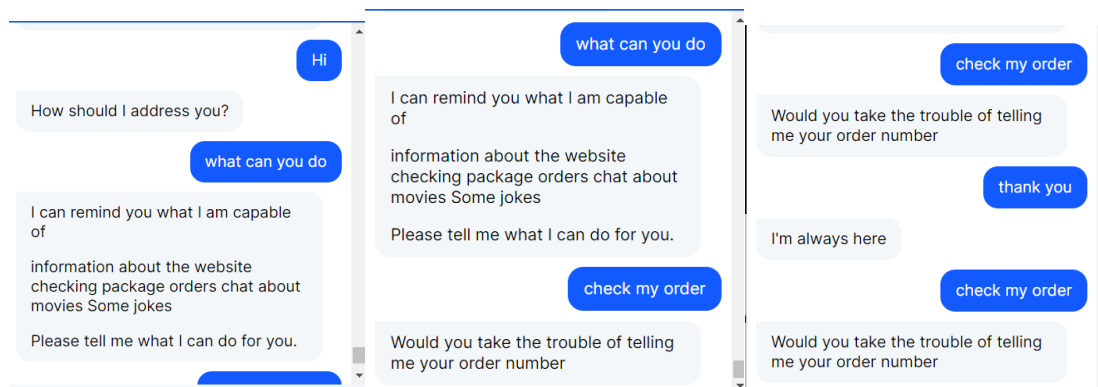 Hi
How should I address you?
what can you do
I can remind you what I am capable
of
information about the website
checking package orders chat about
movies Some jokes
Please tell me what I can do for you.
what can you do
I can remind you what I am capable
of
information about the website
checking package orders chat about
movies Some jokes
Please tell me what I can do for you.
check my order
Would you take the trouble of telling
me your order number
check my order
Would you take the trouble of telling
me your order number
thank you
I'm always here
check my order
Would you take the trouble of telling
me your order number